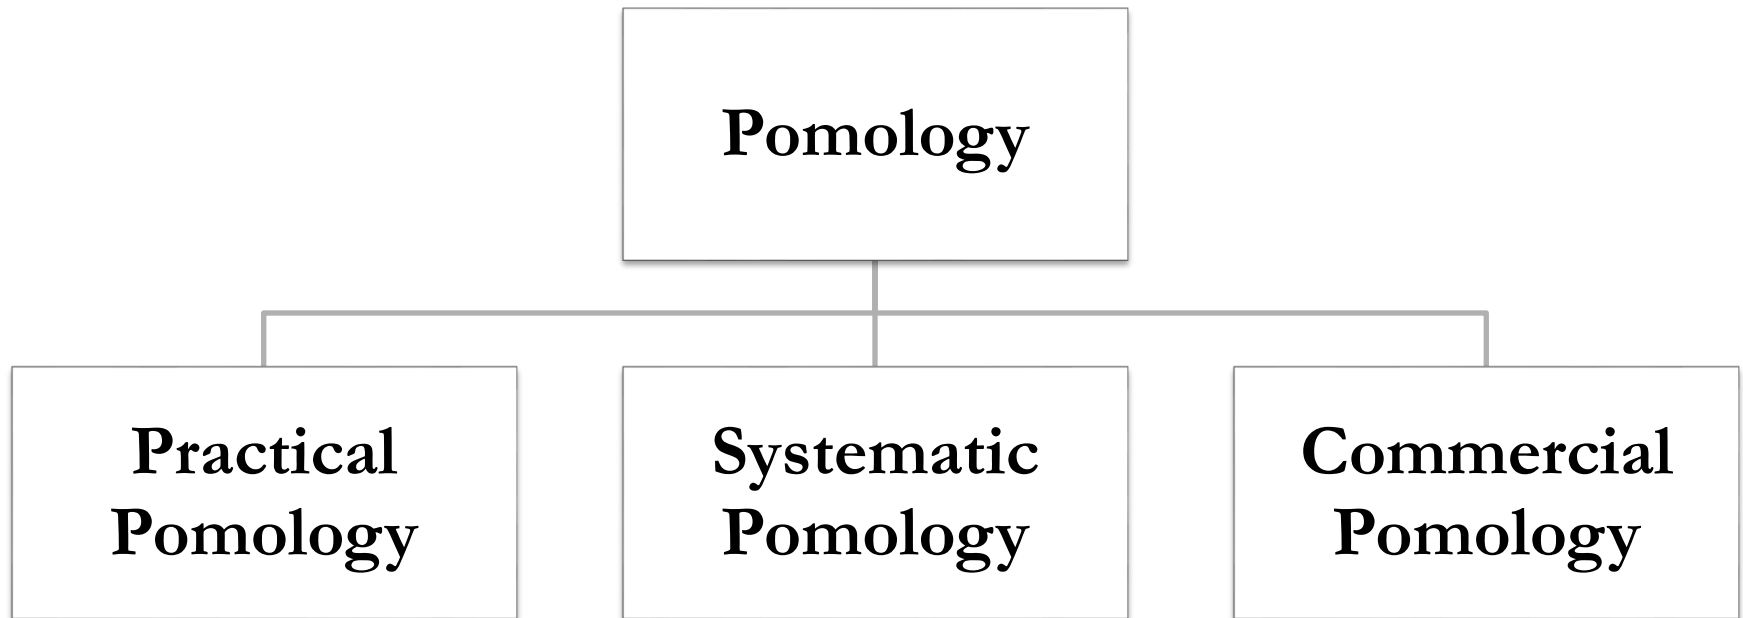 Pomology
Practical
Pomology
Systematic
Pomology
Commercial
Pomology